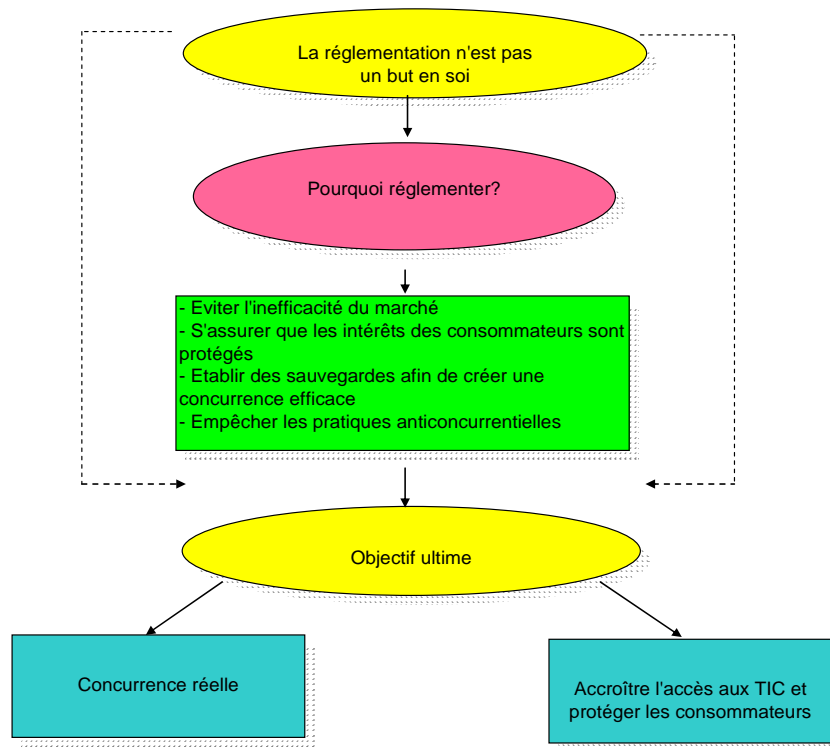 La réglementation n'est pas
un but en soi
Pourquoi réglementer?
- Eviter l'inefficacité du marché
- S'assurer que les intérêts des consommateurs sont
protégés
- Etablir des sauvegardes afin de créer une
concurrence efficace
- Empêcher les pratiques anticoncurrentielles
Objectif ultime
Concurrence réelle
Accroître l'accès aux TIC et
protéger les consommateurs